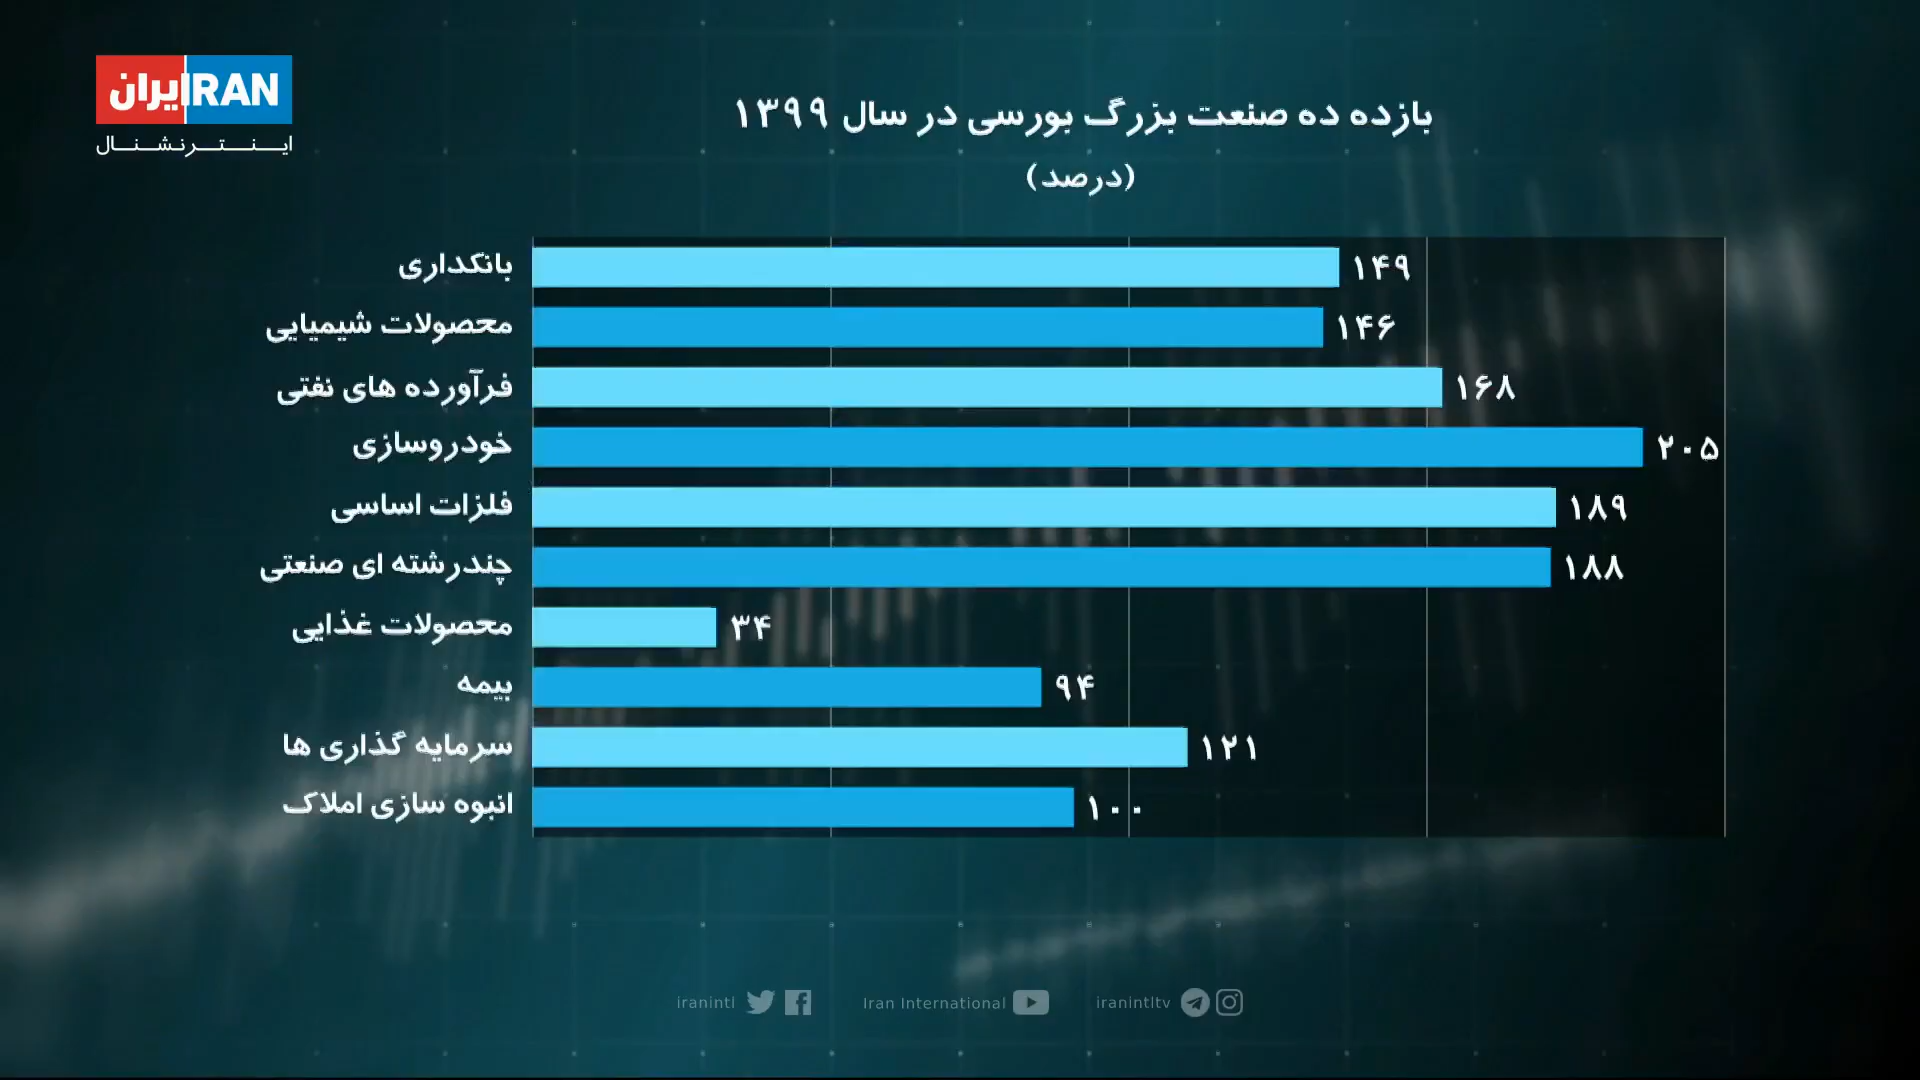 ایران IRAN
اینترنشنال
بازده ده صنعت بزرگ بورسی در سال ۱۳۹۹
(درصد)
بانکداری ۱۴۹
محصولات شیمیایی ۱۴۶
فرآورده های نفتی ۱۶۸
خودروسازی ۲۰۵
فلزات اساسی ۱۸۹
چندرشته ای صنعتی ۱۸۸
محصولات غذایی ۳۴
بیمه ۹۴
سرمایه گذاری ها ۱۲۱
انبوه سازی املاک ۱۰۰
iranintl Iran International iranintltv